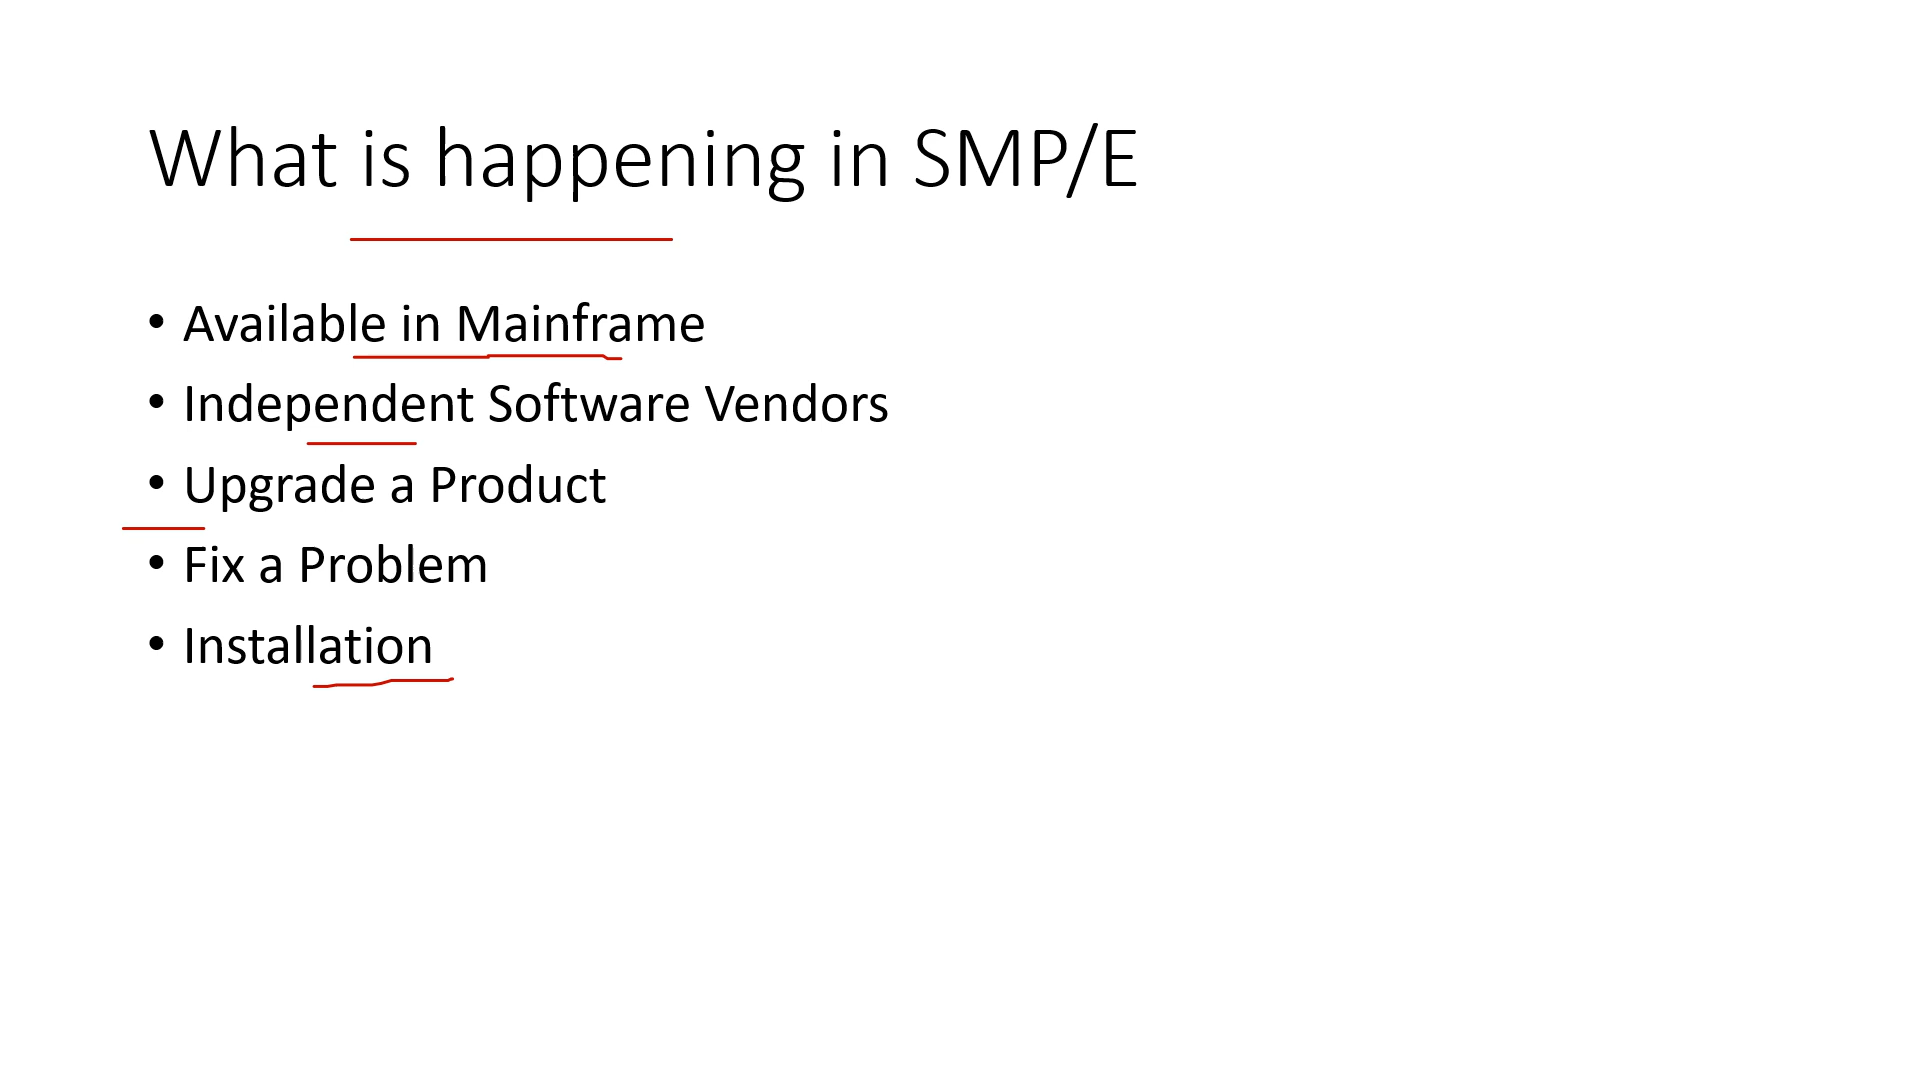 What is happening in SMP/E
• Available in Mainframe
• Independent Software Vendors
• Upgrade a Product
• Fix a Problem
• Installation